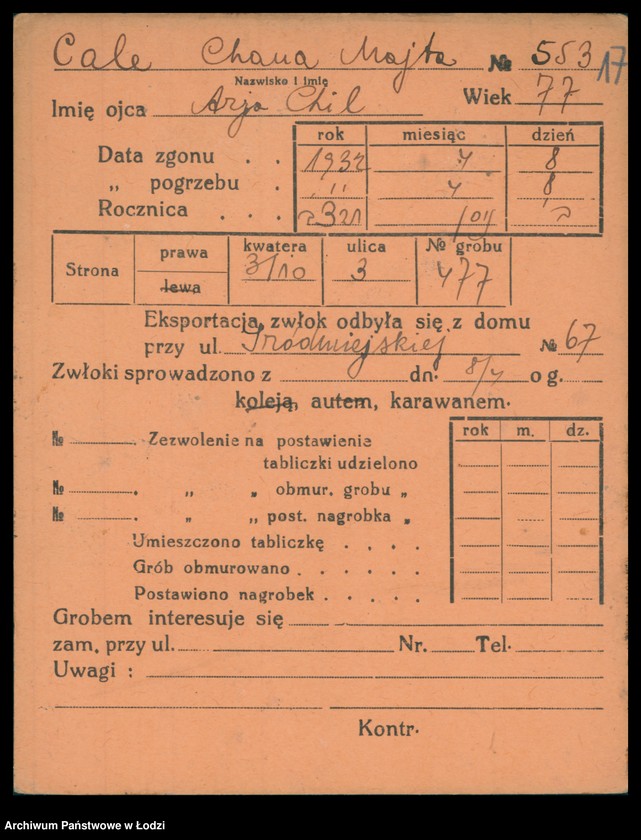 Cale Chana Majta № 553 17
Nazwisko i imię
Imię ojca Arja Chil Wiek 77
rok miesiąc dzień
Data zgonu . . 1932 4 8
„ pogrzebu . „ 4 8
Rocznica . . .
Strona prawa lewa kwatera 3/10 ulica 3 № grobu 477
Eksportacja zwłok odbyła się z domu
przy ul. Śródmiejskiej № 67
Zwłoki sprowadzono z dn. 8/4 o g.
koleją, autem, karawanem.
rok m. dz.
№ . Zezwolenie na postawienie
tabliczki udzielono
№ . „ „ obmur. grobu „
№ . „ „ post. nagrobka „
Umieszczono tabliczkę . . . .
Grób obmurowano . . . . . .
Postawiono nagrobek . . . . .
Grobem interesuje się
zam. przy ul. Nr. Tel.
Uwagi :
Kontr.
Archiwum Państwowe w Łodzi